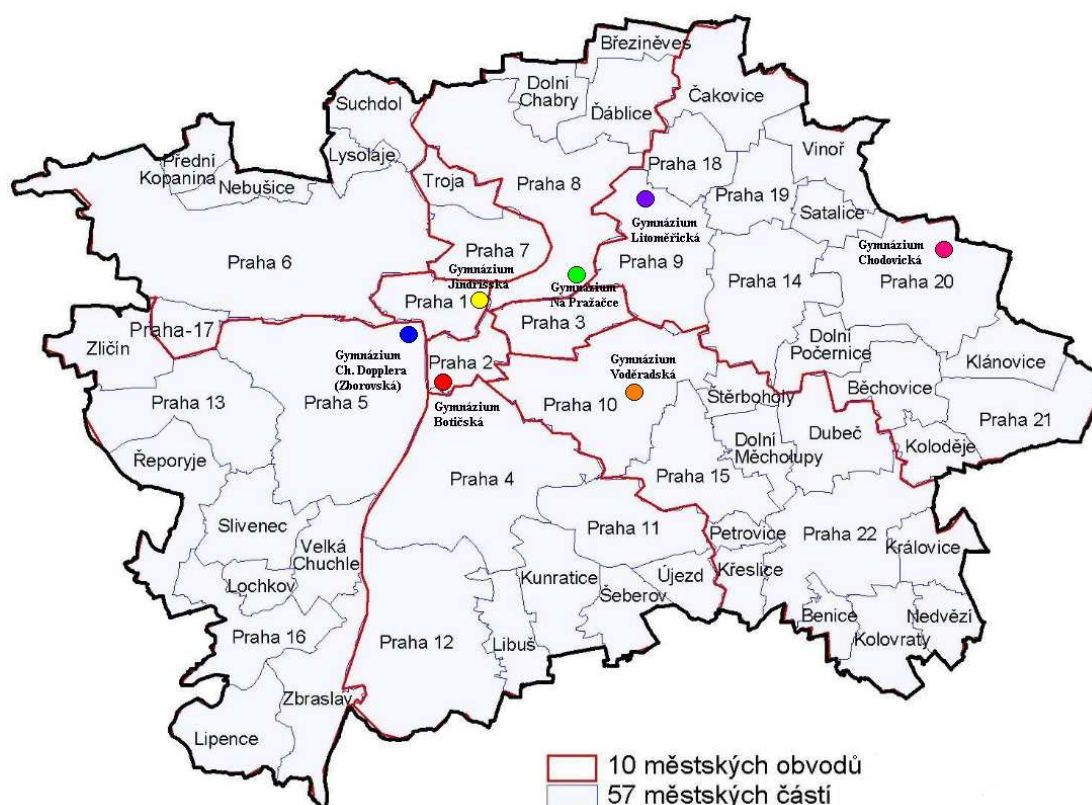 Březiněves
Dolní
Chabry
Ďáblice
Čakovice
Suchdol
Lysolaje
Přední
Kopanina
Nebušice
Troja
Praha 8
Praha 18
Vinoř
Praha 19
Satalice
Gymnázium
Litoměřická
Praha 7
Praha 6
Praha 9
Gymnázium
Chodovická
Praha 20
Praha 14
Gymnázium
Jindřišská
Praha 1
Gymnázium
Na Pražačce
Praha 3
Praha-17
Zličín
Gymnázium
Ch. Dopplera
(Zborovská)
Praha 2
Gymnázium
Voděradská
Dolní
Počernice
Klánovice
Praha 13
Praha 5
Gymnázium
Botičská
Praha 10
Štěrboholy
Běchovice
Praha 21
Dubeč
Koloděje
Dolní
Měcholupy
Řeporyje
Praha 4
Praha 15
Slivenec
Velká
Chuchle
Praha 11
Petrovice
Praha 22
Královice
Lochkov
Kunratice
Šeberov
Újezd
Křeslice
Praha 16
Praha 12
Libuš
Benice
Kolovraty
Nedvězí
Zbraslav
Lipence
10 městských obvodů
57 městských částí